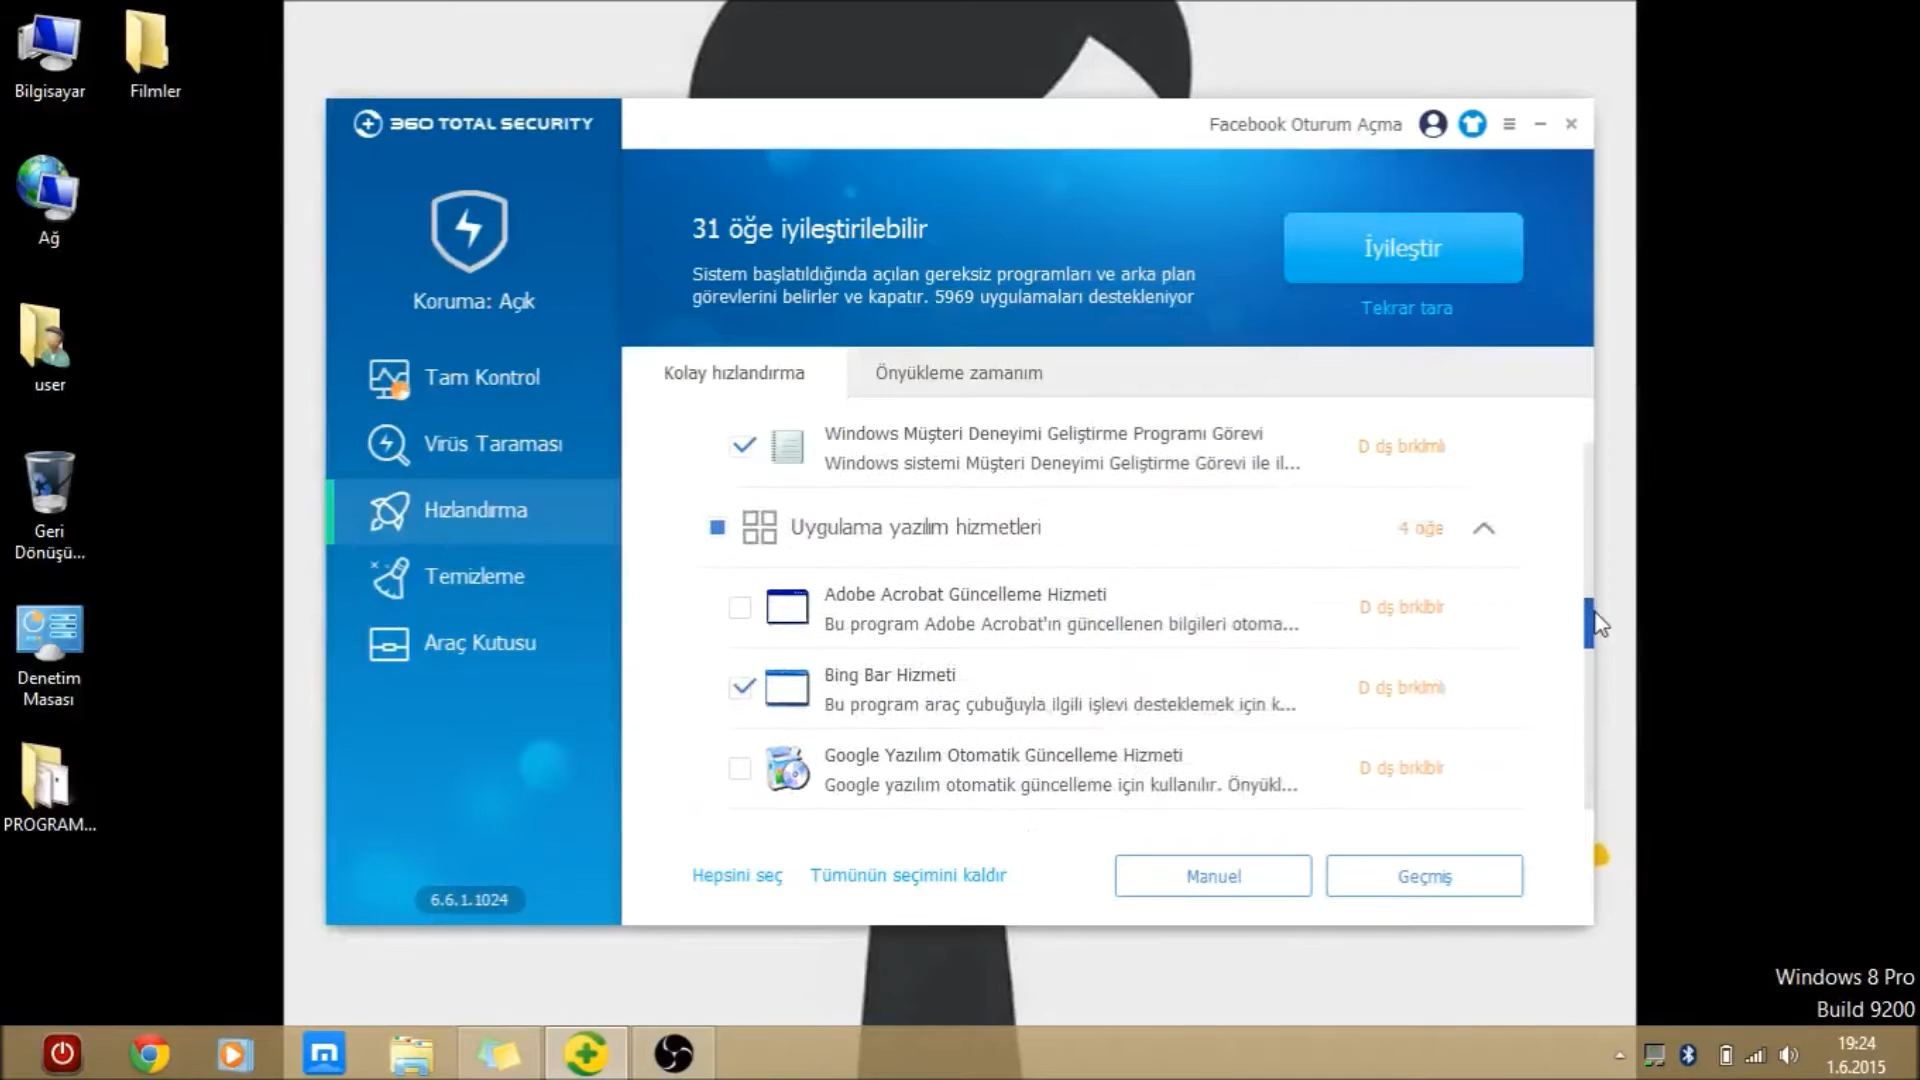 Bilgisayar
Filmler
Ağ
user
Geri
Dönüşü...
Denetim
Masası
PROGRAM...
360 TOTAL SECURITY
Koruma: Açık
Tam Kontrol
Virüs Taraması
Hızlandırma
Temizleme
Araç Kutusu
6.6.1.1024
Facebook Oturum Açma
31 öğe iyileştirilebilir
Sistem başlatıldığında açılan gereksiz programları ve arka plan
görevlerini belirler ve kapatır. 5969 uygulamaları destekleniyor
İyileştir
Tekrar tara
Kolay hızlandırma
Önyükleme zamanım
Windows Müşteri Deneyimi Geliştirme Programı Görevi
Windows sistemi Müşteri Deneyimi Geliştirme Görevi ile il...
Uygulama yazılım hizmetleri
4 öğe
Adobe Acrobat Güncelleme Hizmeti
Bu program Adobe Acrobat'ın güncellenen bilgileri otoma...
Bing Bar Hizmeti
Bu program araç çubuğuyla ilgili işlevi desteklemek için k...
Google Yazılım Otomatik Güncelleme Hizmeti
Google yazılım otomatik güncelleme için kullanılır. Önyükl...
Hepsini seç
Tümünün seçimini kaldır
Manuel
Geçmiş
Windows 8 Pro
Build 9200
19:24
1.6.2015